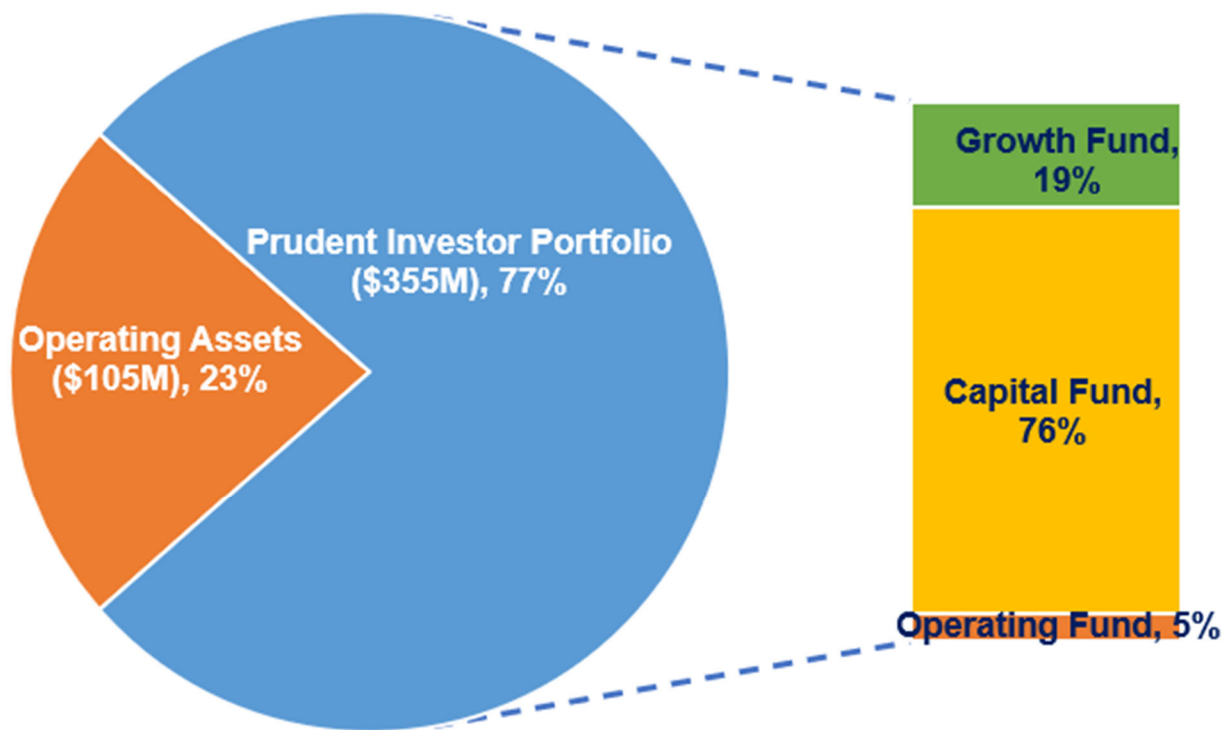 Prudent Investor Portfolio
($355M), 77%
Operating Assets
($105M), 23%
Growth Fund,
19%
Capital Fund,
76%
Operating Fund, 5%